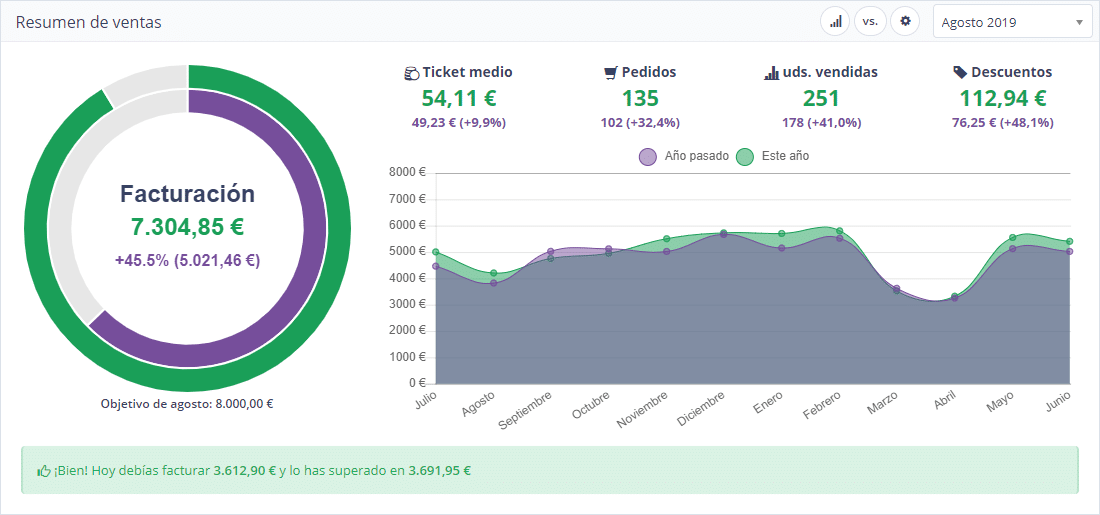 Resumen de ventas
vs.
Agosto 2019
Facturación
7.304,85 €
+45.5% (5.021,46 €)
Objetivo de agosto: 8.000,00 €
Ticket medio
54,11 €
49,23 € (+9,9%)
Pedidos
135
102 (+32,4%)
uds. vendidas
251
178 (+41,0%)
Descuentos
112,94 €
76,25 € (+48,1%)
Año pasado
Este año
8000 €
7000 €
6000 €
5000 €
4000 €
3000 €
2000 €
1000 €
0 €
Julio
Agosto
Septiembre
Octubre
Noviembre
Diciembre
Enero
Febrero
Marzo
Abril
Mayo
Junio
¡Bien! Hoy debías facturar 3.612,90 € y lo has superado en 3.691,95 €